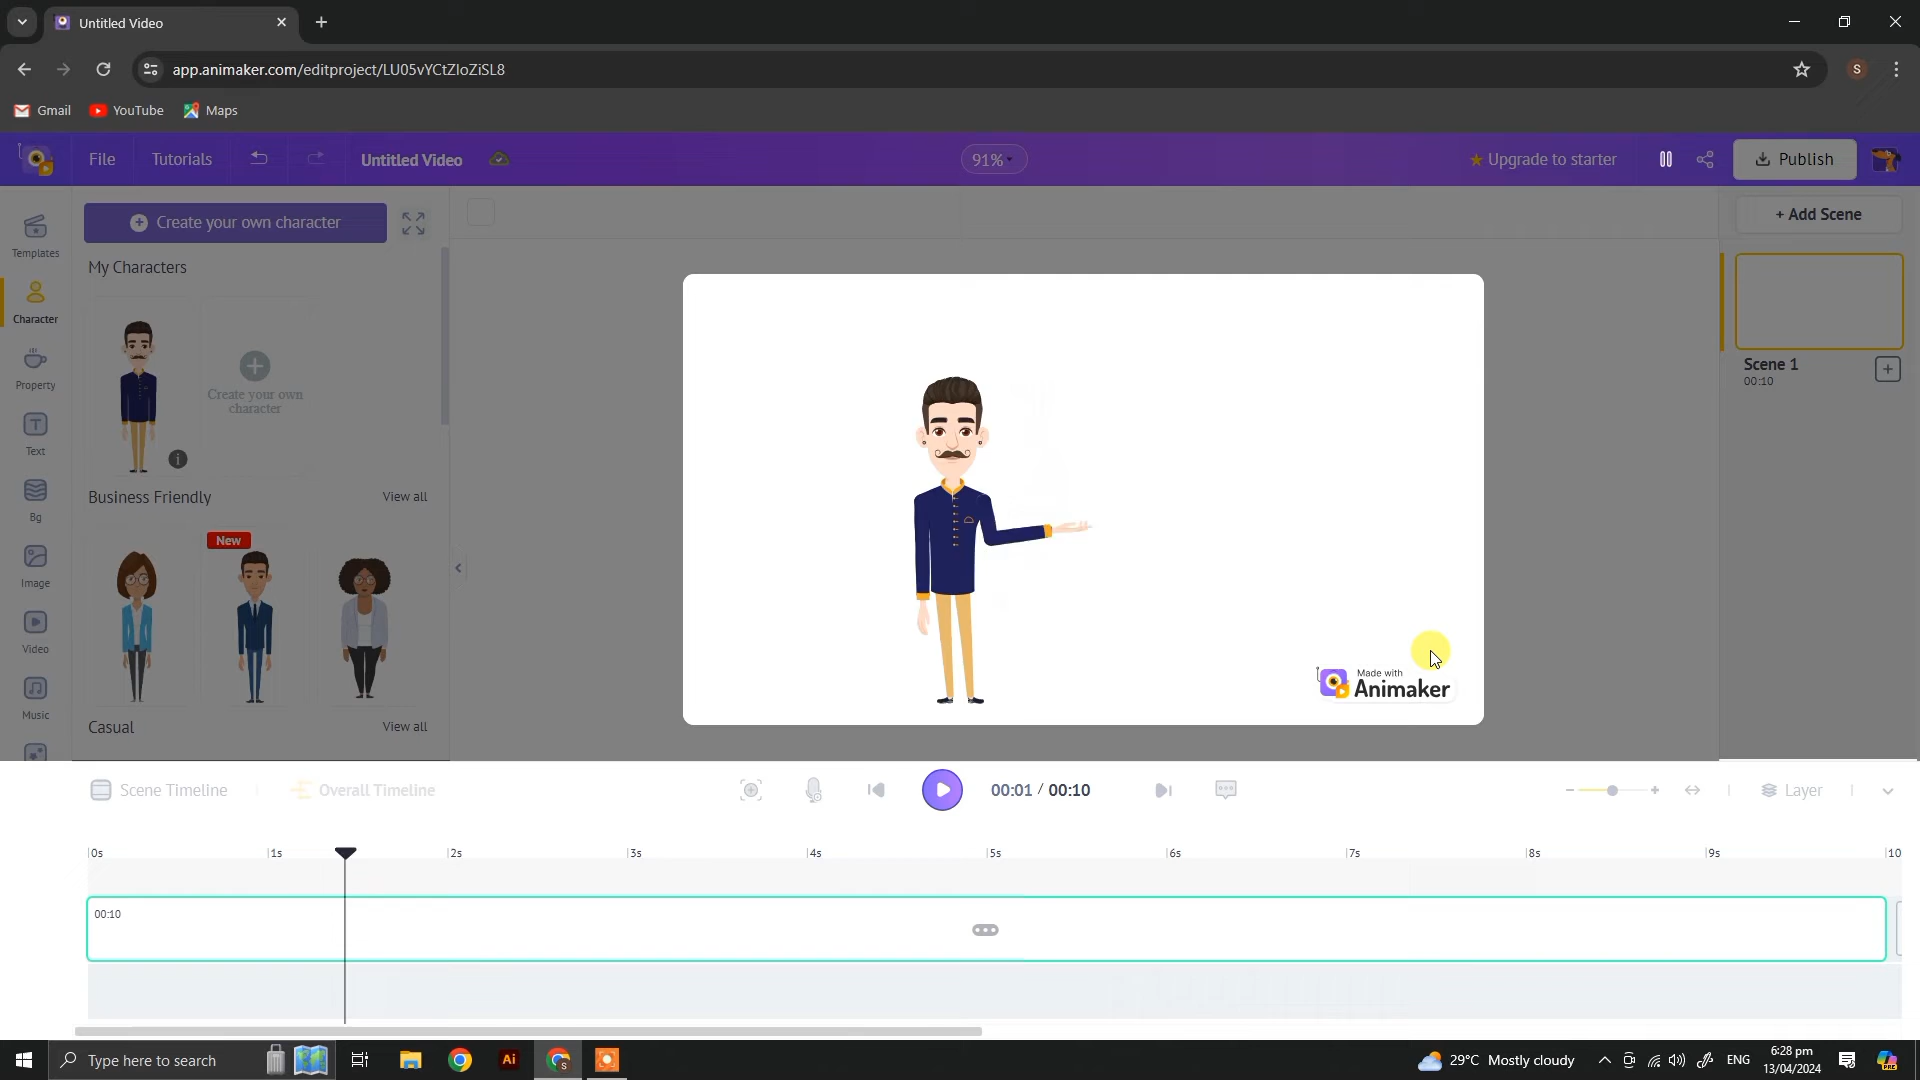 Untitled Video
app.animaker.com/editproject/LU05vYCtZIoZiSL8
Gmail
YouTube
Maps
File
Tutorials
Untitled Video
91%
Upgrade to starter
Publish
Templates
Character
Property
Text
Bg
Image
Video
Music
Create your own character
My Characters
Create your own
character
Business Friendly
View all
New
Casual
View all
Made with
Animaker
+ Add Scene
Scene 1
00:10
Scene Timeline
Overall Timeline
00:01 / 00:10
Layer
0s
1s
2s
3s
4s
5s
6s
7s
8s
9s
10
00:10
Type here to search
Ai
29°C Mostly cloudy
ENG
6:28 pm
13/04/2024